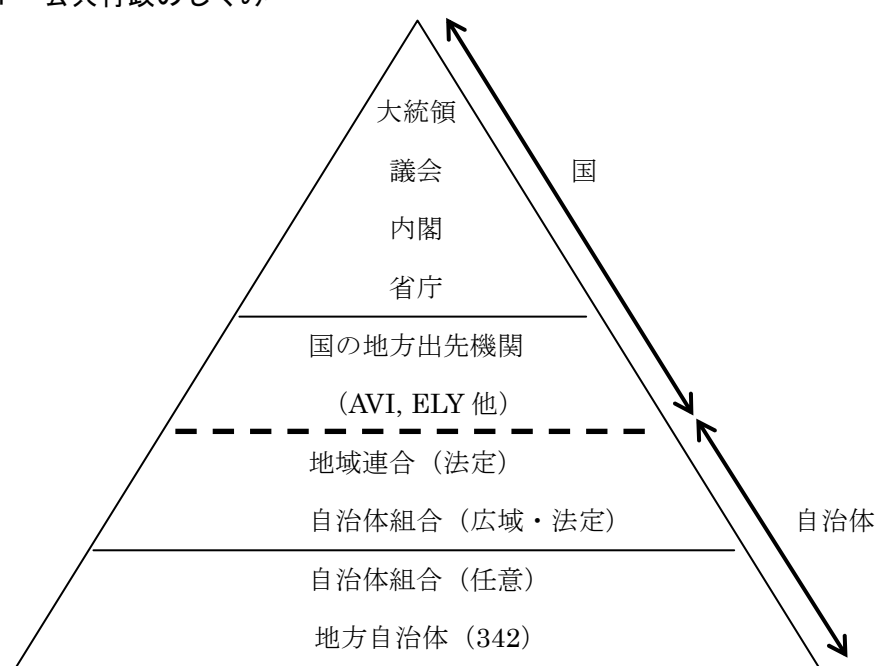 公共行政のしくみ
大統領
議会
国
内閣
省庁
国の地方出先機関
（AVI, ELY 他）
地域連合（法定）
自治体組合（広域・法定）
自治体
自治体組合（任意）
地方自治体（342）